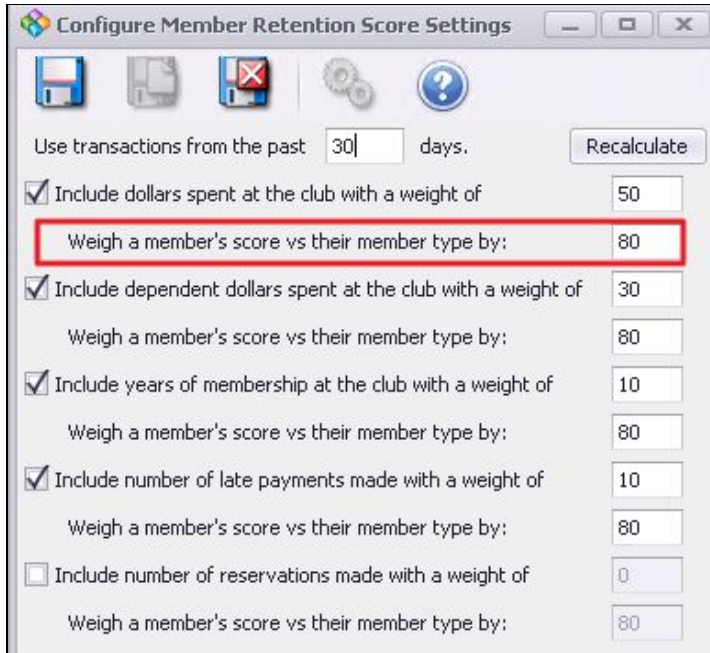 Configure Member Retention Score Settings
Use transactions from the past 30 days. Recalculate
Include dollars spent at the club with a weight of 50
Weigh a member's score vs their member type by: 80
Include dependent dollars spent at the club with a weight of 30
Weigh a member's score vs their member type by: 80
Include years of membership at the club with a weight of 10
Weigh a member's score vs their member type by: 80
Include number of late payments made with a weight of 10
Weigh a member's score vs their member type by: 80
Include number of reservations made with a weight of 0
Weigh a member's score vs their member type by: 80